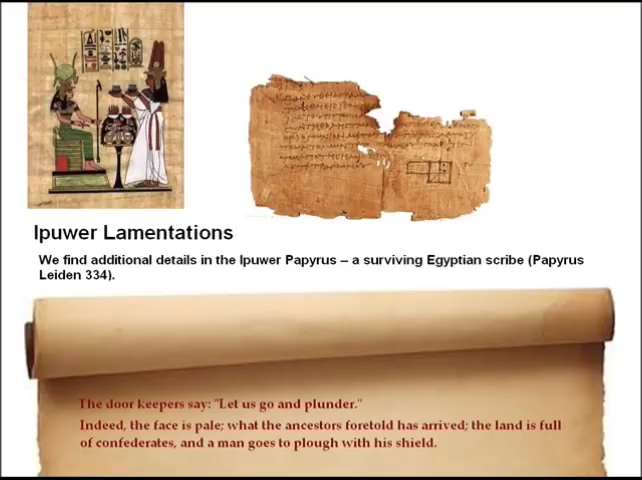 Ipuwer Lamentations
We find additional details in the Ipuwer Papyrus – a surviving Egyptian scribe (Papyrus
Leiden 334).
The door keepers say: "Let us go and plunder."
Indeed, the face is pale; what the ancestors foretold has arrived; the land is full
of confederates, and a man goes to plough with his shield.